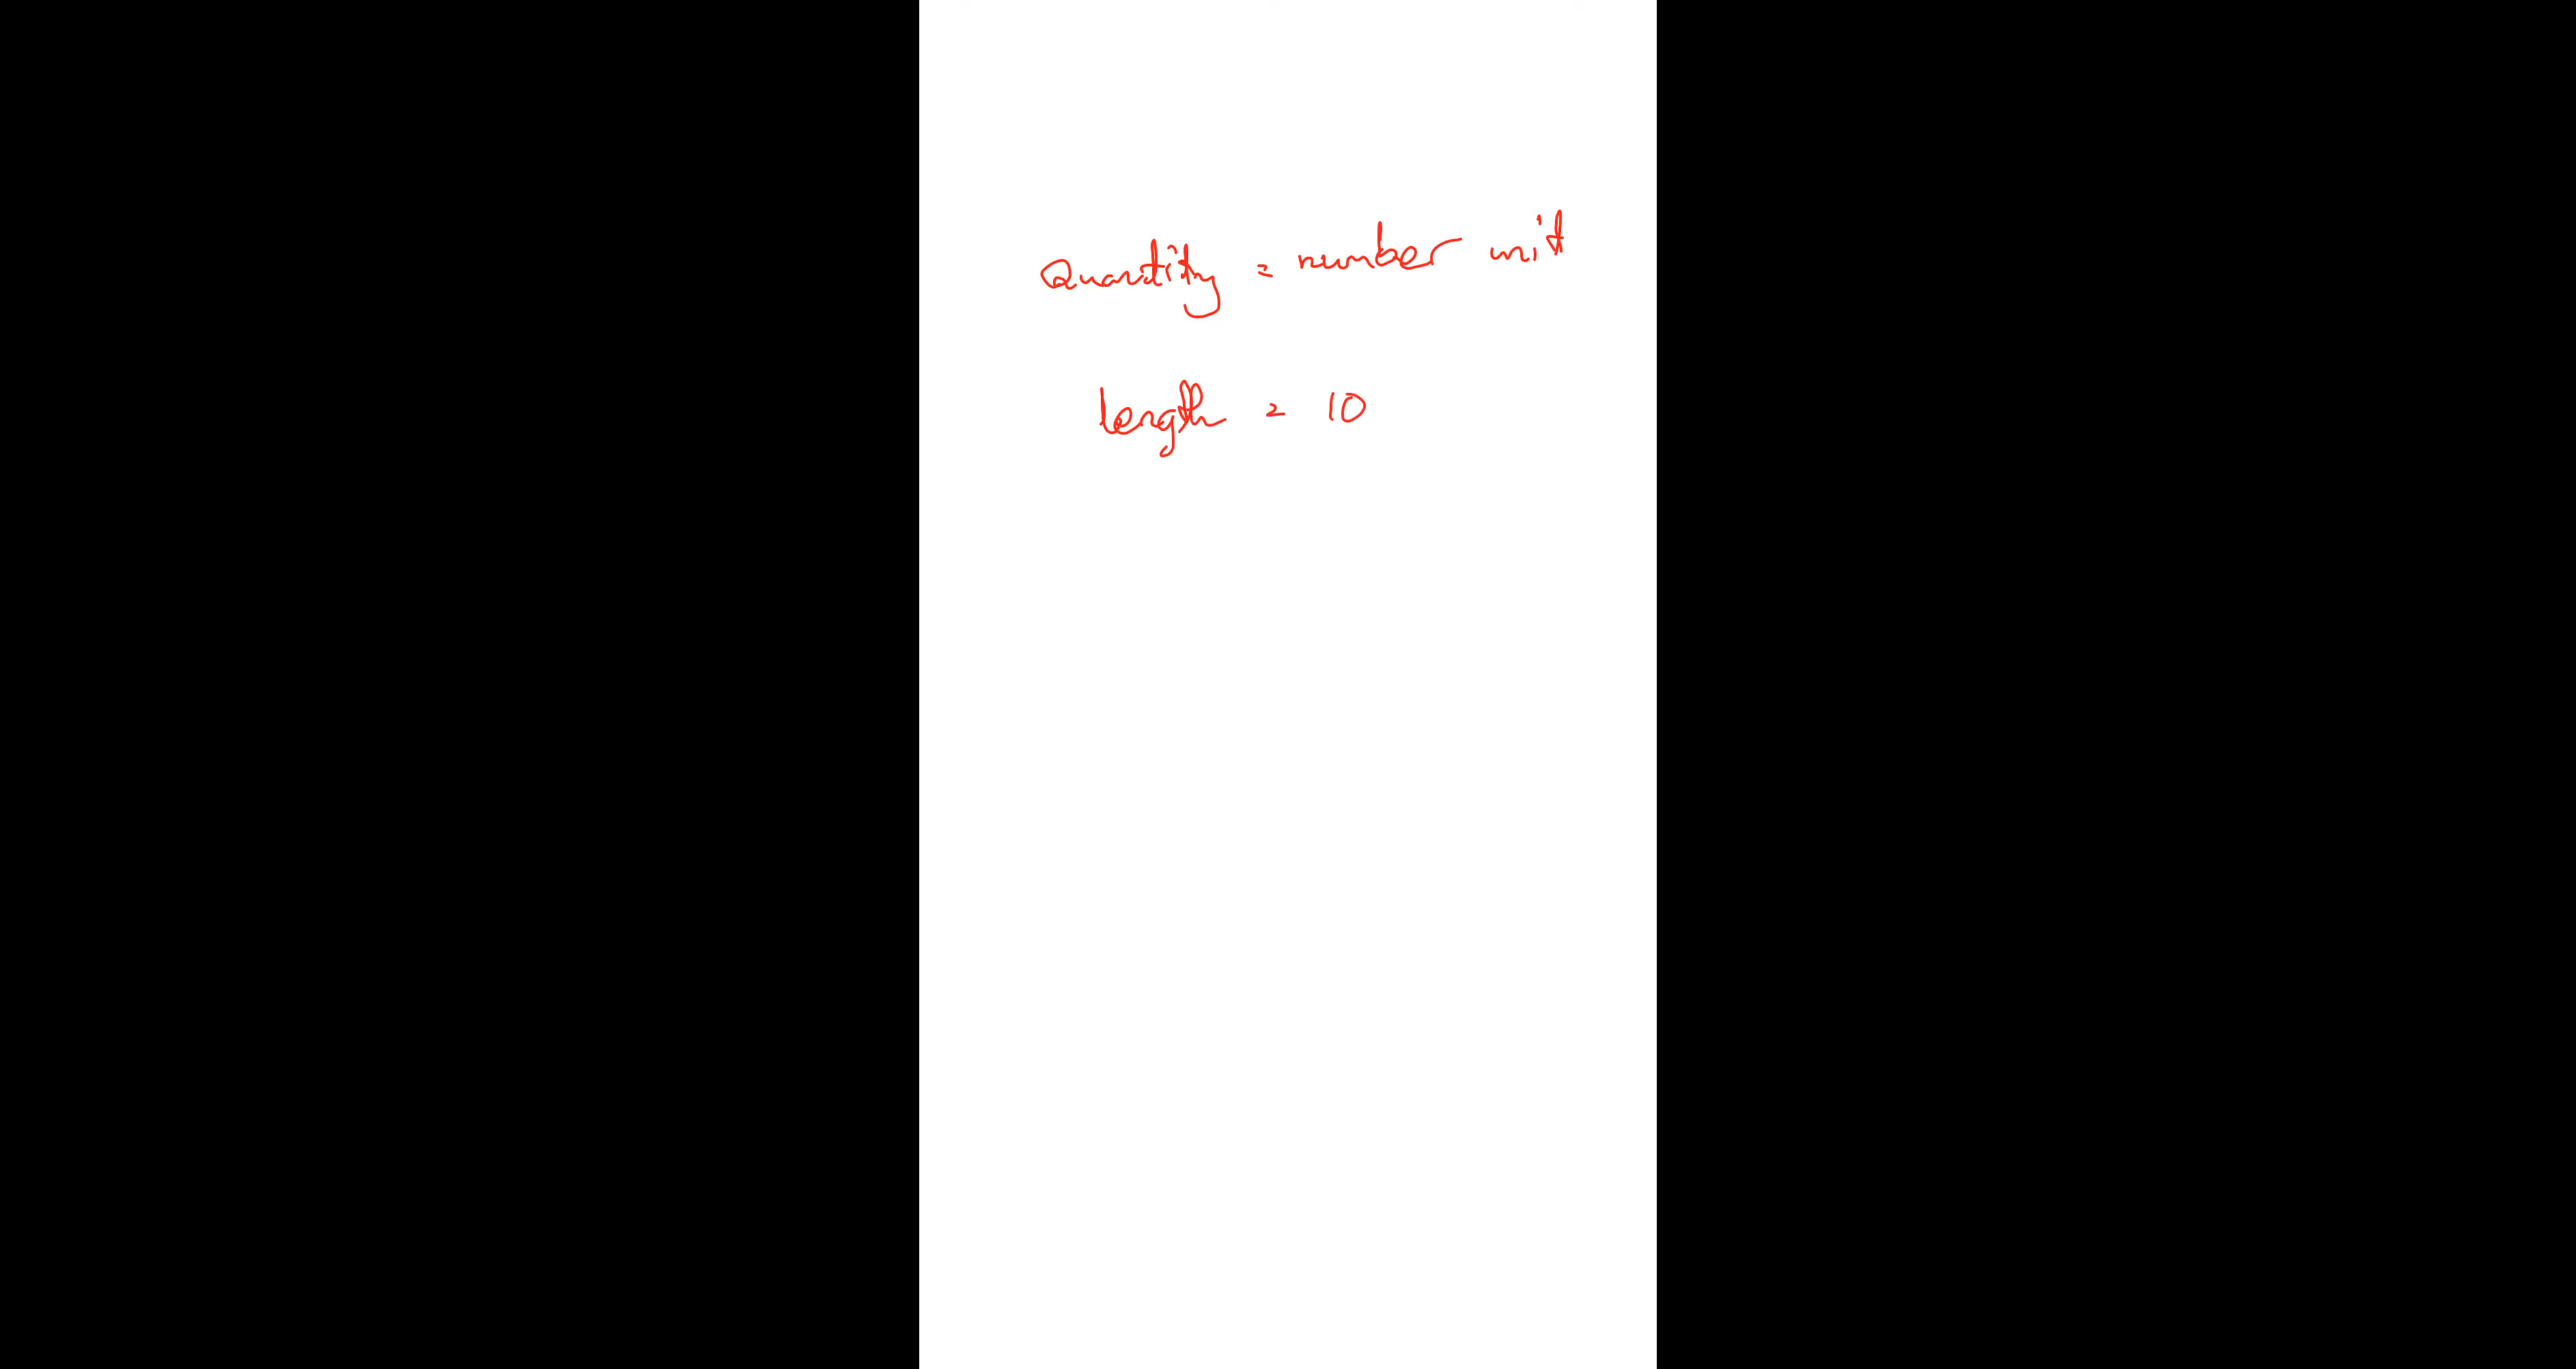 Quantity = number unit
length = 10